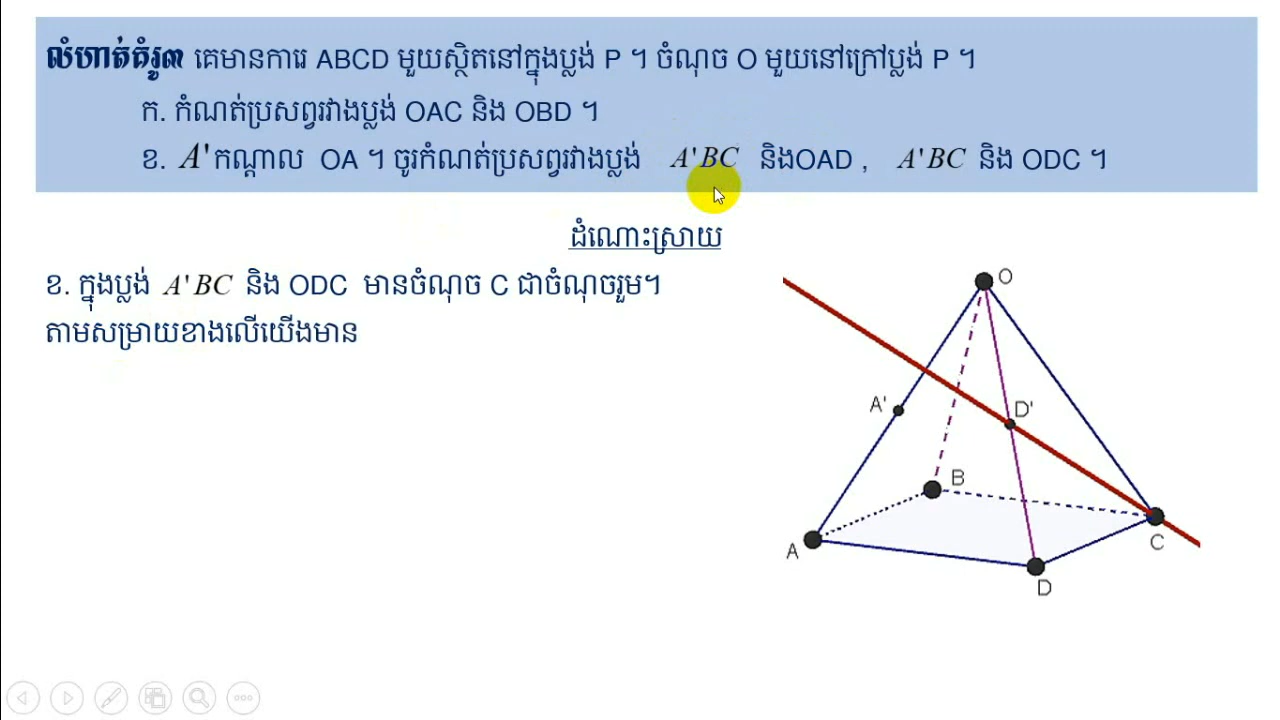 លំហាត់គំរូ៣ គេមានការេ ABCD មួយស្ថិតនៅក្នុងប្លង់ P ។ ចំណុច O មួយនៅក្រៅប្លង់ P ។
ក. កំណត់ប្រសព្វរវាងប្លង់ OAC និង OBD ។
ខ. A' កណ្តាល OA ។ ចូរកំណត់ប្រសព្វរវាងប្លង់ A'BC និងOAD , A'BC និង ODC ។
ដំណោះស្រាយ
ខ. ក្នុងប្លង់ A'BC និង ODC មានចំណុច C ជាចំណុចរួម។
តាមសម្រាយខាងលើយើងមាន
O
A'
D'
B
A
C
D